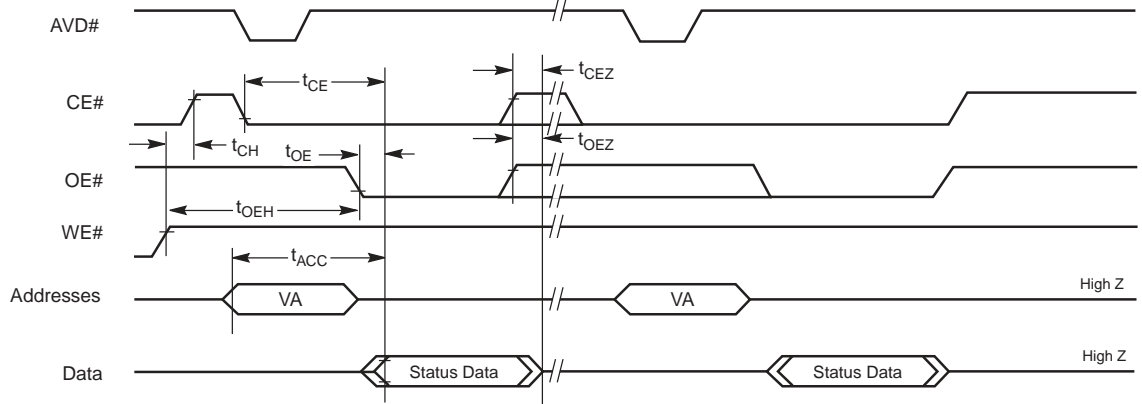 AVD#
tCE
tCEZ
CE#
tCH
tOE
tOEZ
OE#
tOEH
WE#
tACC
Addresses
VA
VA
High Z
Data
Status Data
Status Data
High Z